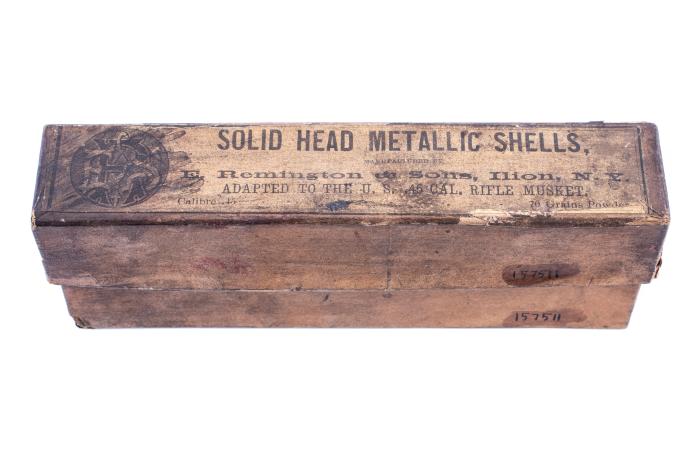 SOLID HEAD METALLIC SHELLS,
MANUFACTURED BY
E. Remington & Sons, Ilion, N. Y.
ADAPTED TO THE U. S. .45 CAL. RIFLE MUSKET.
Calibre .45 70 Grains Powder
157511
157511